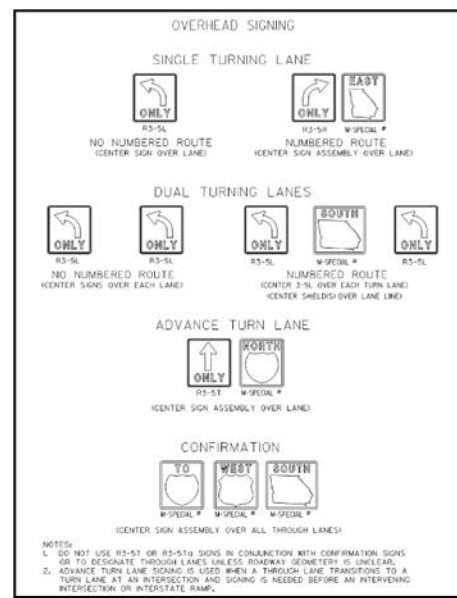 OVERHEAD SIGNING
SINGLE TURNING LANE
ONLY ONLY EAST
R3-5L R3-5R M-SPECIAL #
NO NUMBERED ROUTE NUMBERED ROUTE
(CENTER SIGN OVER LANE) (CENTER SIGN ASSEMBLY OVER LANE)
DUAL TURNING LANES
ONLY ONLY ONLY SOUTH ONLY
R3-5L R3-5L R3-5L M-SPECIAL # R3-5L
NO NUMBERED ROUTE NUMBERED ROUTE
(CENTER SIGNS OVER EACH LANE) (CENTER 3-5L OVER EACH TURN LANE)
(CENTER SHIELD(S) OVER LANE LINE)
ADVANCE TURN LANE
ONLY NORTH
R3-5T M-SPECIAL #
(CENTER SIGN ASSEMBLY OVER LANE)
CONFIRMATION
TO WEST SOUTH
M-SPECIAL # M-SPECIAL # M-SPECIAL #
(CENTER SIGN ASSEMBLY OVER ALL THROUGH LANES)
NOTES:
1. DO NOT USE R3-5T OR R3-5Ta SIGNS IN CONJUNCTION WITH CONFIRMATION SIGNS
OR TO DESIGNATE THROUGH LANES UNLESS ROADWAY GEOMETRY IS UNCLEAR.
2. ADVANCE TURN LANE SIGNING IS USED WHEN A THROUGH LANE TRANSITIONS TO A
TURN LANE AT AN INTERSECTION AND SIGNING IS NEEDED BEFORE AN INTERVENING
INTERSECTION OR INTERSTATE RAMP.